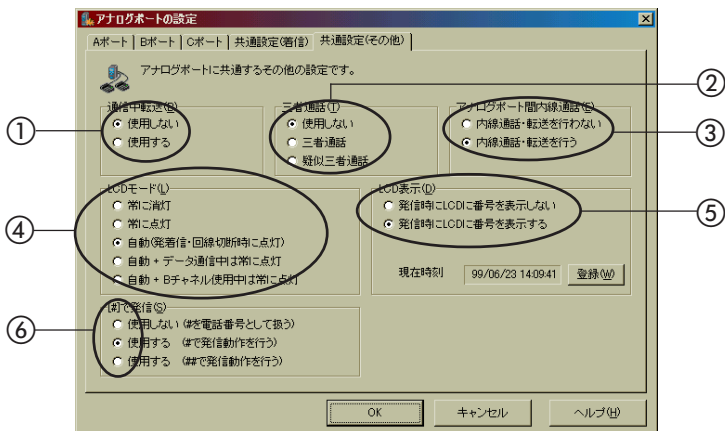 アナログポートの設定
Aポート Bポート Cポート 共通設定(着信) 共通設定(その他)
アナログポートに共通するその他の設定です。
通信中転送(B)
使用しない
使用する
三者通話(T)
使用しない
三者通話
疑似三者通話
アナログポート間内線通話(E)
内線通話・転送を行わない
内線通話・転送を行う
LCDモード(L)
常に消灯
常に点灯
自動(発着信・回線切断時に点灯)
自動 + データ通信中は常に点灯
自動 + Bチャネル使用中は常に点灯
LCD表示(D)
発信時にLCDに番号を表示しない
発信時にLCDに番号を表示する
現在時刻 99/06/23 14:09:41 登録(W)
[#]で発信(S)
使用しない (#を電話番号として扱う)
使用する (#で発信動作を行う)
使用する (##で発信動作を行う)
OK キャンセル ヘルプ(H)
①
②
③
④
⑤
⑥